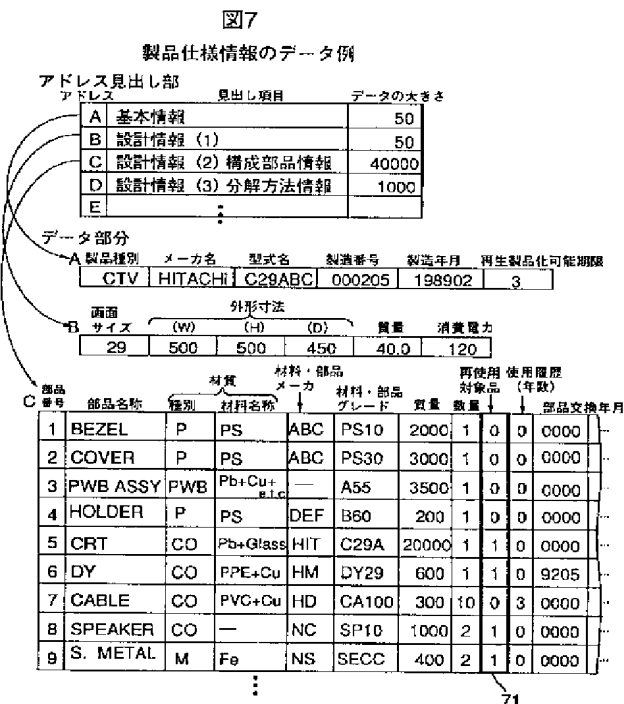 図7
製品仕様情報のデータ例
アドレス見出し部
アドレス 見出し項目 データの大きさ
A 基本情報 50
B 設計情報 (1) 50
C 設計情報 (2) 構成部品情報 40000
D 設計情報 (3) 分解方法情報 1000
E
データ部分
A 製品種別 メーカ名 型式名 製造番号 製造年月 再生製品化可能期限
CTV HITACHi C29ABC 000205 198902 3
外形寸法
B 画面サイズ (W) (H) (D) 質量 消費電力
29 500 500 450 40.0 120
C 部品番号 部品名称 材質 種別 材料名称 材料・部品メーカ 材料・部品グレード 質量 数量 再使用対象品 使用履歴(年数) 部品交換年月
1 BEZEL P PS ABC PS10 2000 1 0 0 0000
2 COVER P PS ABC PS30 3000 1 0 0 0000
3 PWB ASSY PWB Pb+Cu+e.t.c — A55 3500 1 0 0 0000
4 HOLDER P PS DEF B60 200 1 0 0 0000
5 CRT CO Pb+Glass HIT C29A 20000 1 1 0 0000
6 DY CO PPE+Cu HM DY29 600 1 1 0 9205
7 CABLE CO PVC+Cu HD CA100 300 10 0 3 0000
8 SPEAKER CO — NC SP10 1000 2 1 0 0000
9 S. METAL M Fe NS SECC 400 2 1 0 0000
71